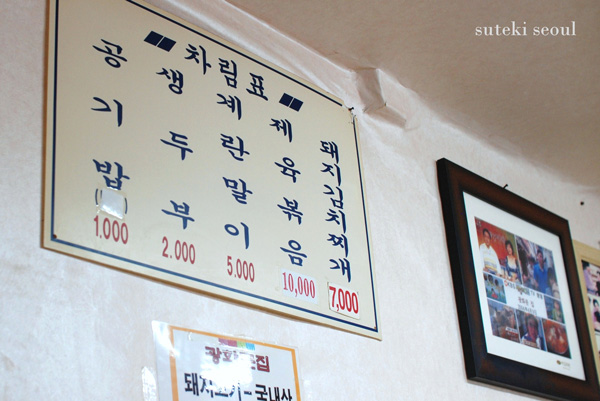 suteki seoul
차림표
돼지김치찌개
7,000
제육볶음
10,000
계란말이
5.000
생두부
2.000
공기밥
1.000
돼지고기-국내산